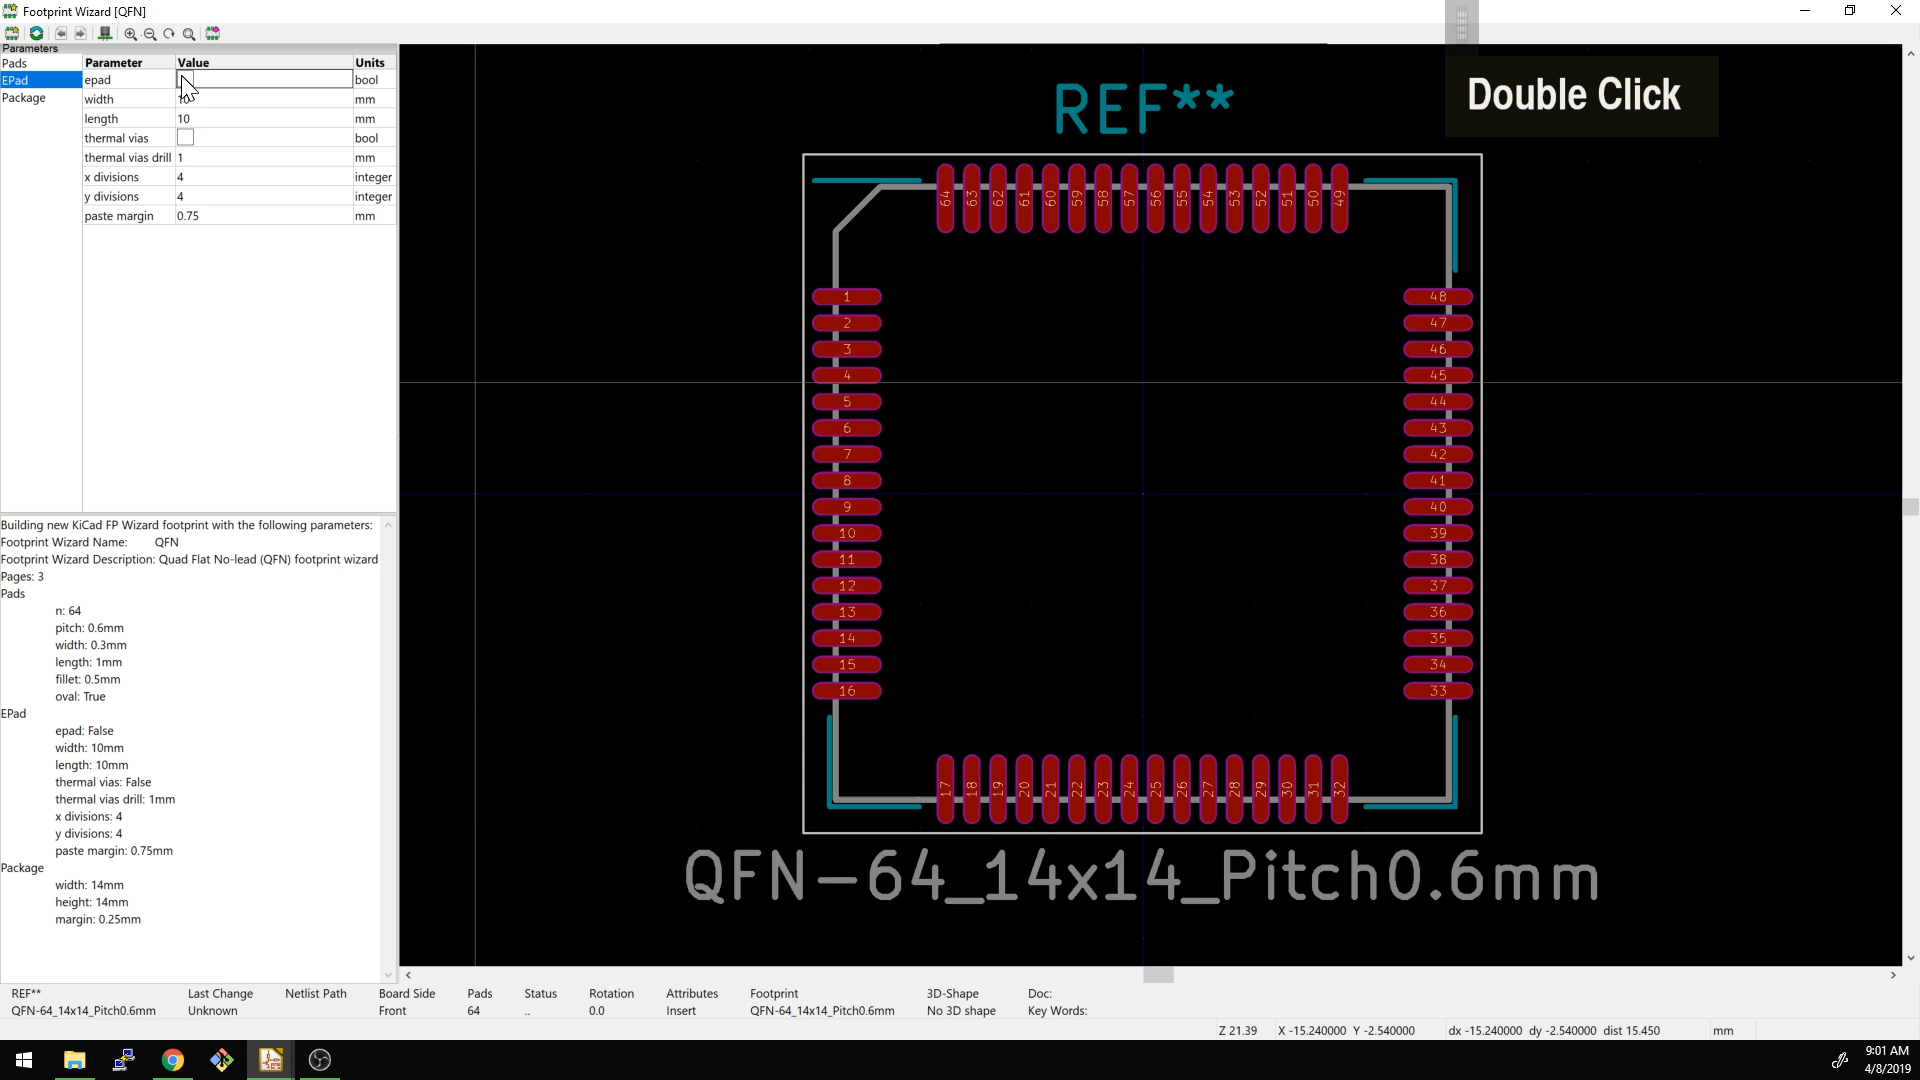 Footprint Wizard [QFN]
Parameters
Pads
EPad
Package
Parameter Value Units
epad bool
width 10 mm
length 10 mm
thermal vias bool
thermal vias drill 1 mm
x divisions 4 integer
y divisions 4 integer
paste margin 0.75 mm
Double Click
REF**
64 63 62 61 60 59 58 57 56 55 54 53 52 51 50 49
1 48
2 47
3 46
4 45
5 44
6 43
7 42
8 41
9 40
10 39
11 38
12 37
13 36
14 35
15 34
16 33
17 18 19 20 21 22 23 24 25 26 27 28 29 30 31 32
QFN-64_14x14_Pitch0.6mm
Building new KiCad FP Wizard footprint with the following parameters:
Footprint Wizard Name: QFN
Footprint Wizard Description: Quad Flat No-lead (QFN) footprint wizard
Pages: 3
Pads
n: 64
pitch: 0.6mm
width: 0.3mm
length: 1mm
fillet: 0.5mm
oval: True
EPad
epad: False
width: 10mm
length: 10mm
thermal vias: False
thermal vias drill: 1mm
x divisions: 4
y divisions: 4
paste margin: 0.75mm
Package
width: 14mm
height: 14mm
margin: 0.25mm
REF** Last Change Netlist Path Board Side Pads Status Rotation Attributes Footprint 3D-Shape Doc:
QFN-64_14x14_Pitch0.6mm Unknown Front 64 .. 0.0 Insert QFN-64_14x14_Pitch0.6mm No 3D shape Key Words:
Z 21.39 X -15.240000 Y -2.540000 dx -15.240000 dy -2.540000 dist 15.450 mm
9:01 AM
4/8/2019